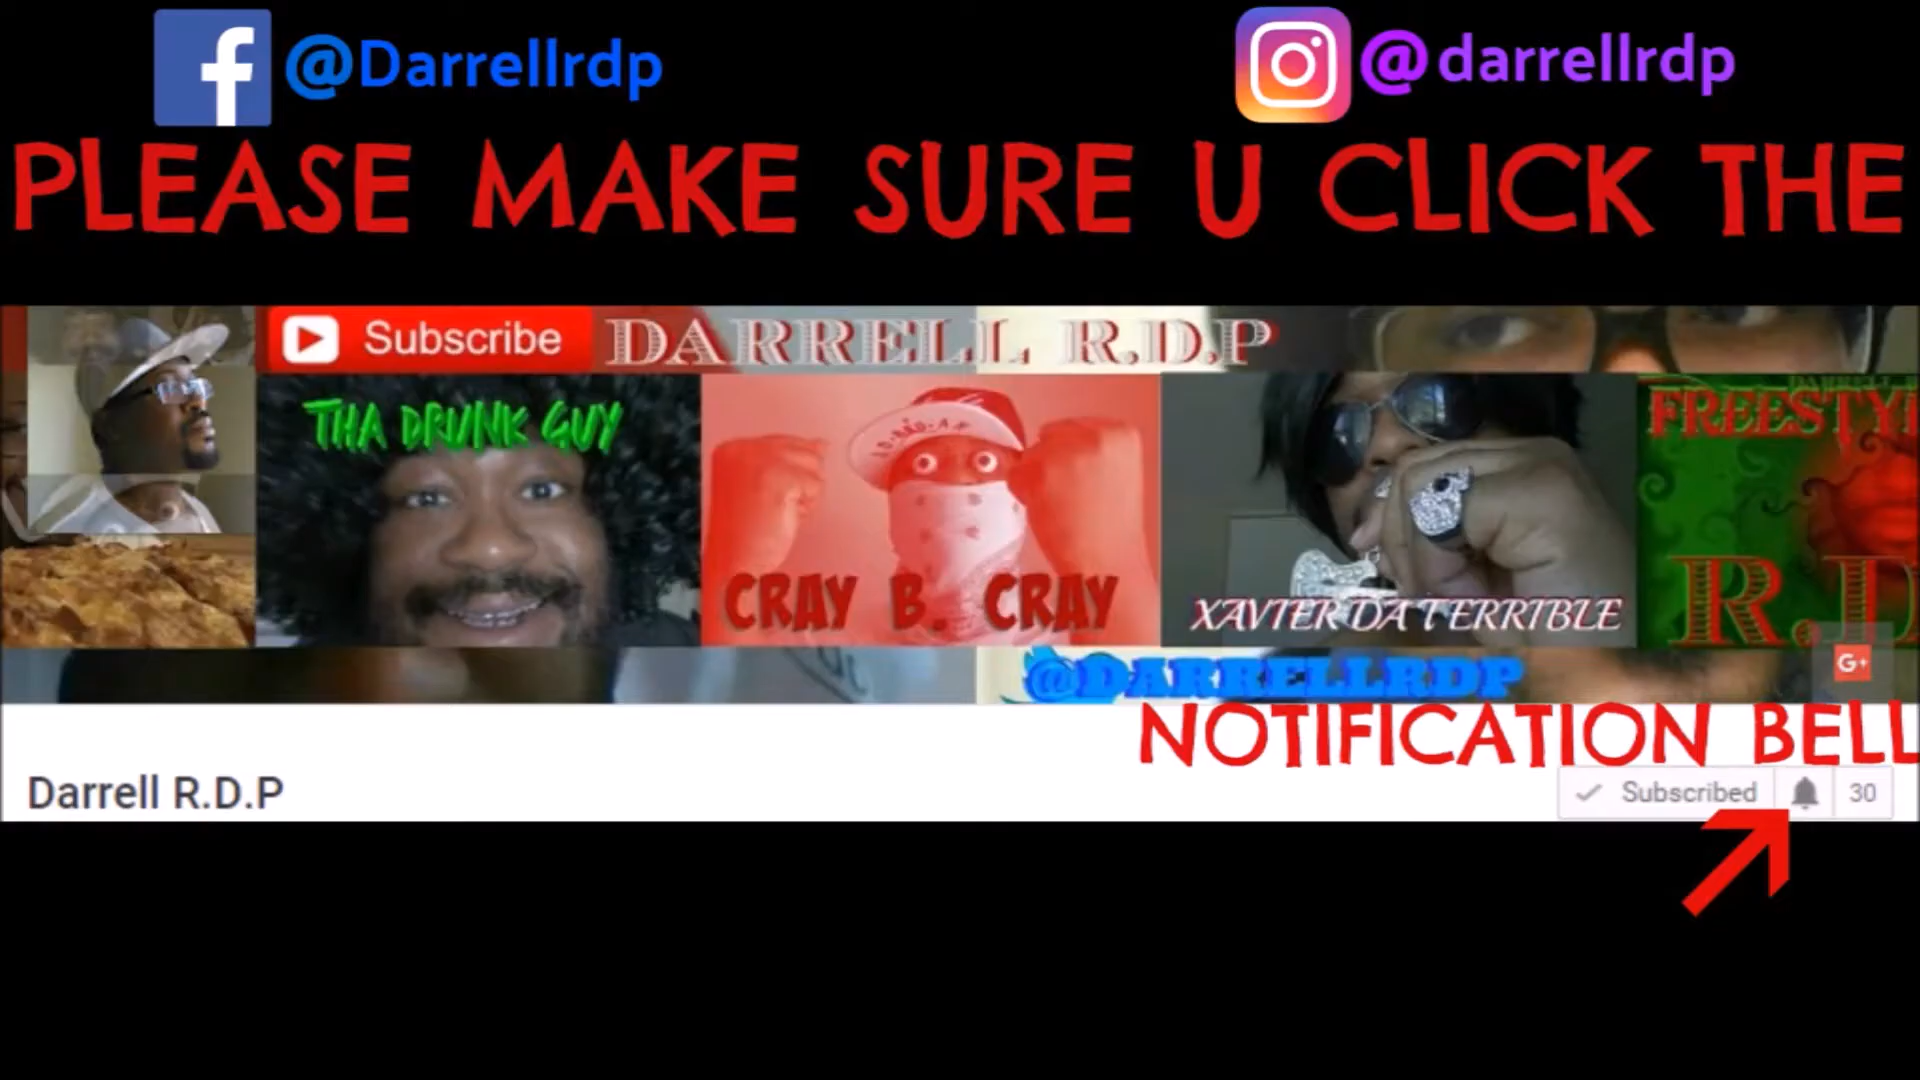 @Darrellrdp
@darrellrdp
PLEASE MAKE SURE U CLICK THE
Subscribe
DARRELL R.D.P
THA DRUNK GUY
CRAY B. CRAY
XAVIER DA TERRIBLE
R.D
G+
@DARRELLRDP
NOTIFICATION BELL
Darrell R.D.P
Subscribed
30